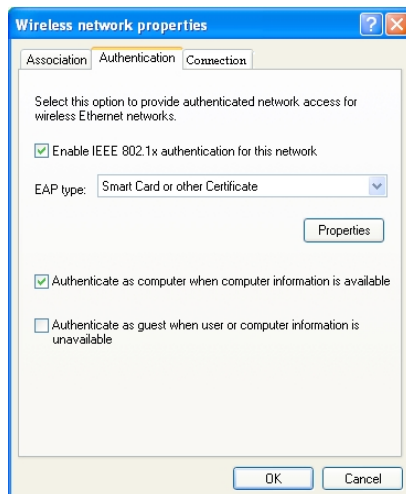 Wireless network properties
Association Authentication Connection
Select this option to provide authenticated network access for
wireless Ethernet networks.
Enable IEEE 802.1x authentication for this network
EAP type: Smart Card or other Certificate
Properties
Authenticate as computer when computer information is available
Authenticate as guest when user or computer information is
unavailable
OK Cancel